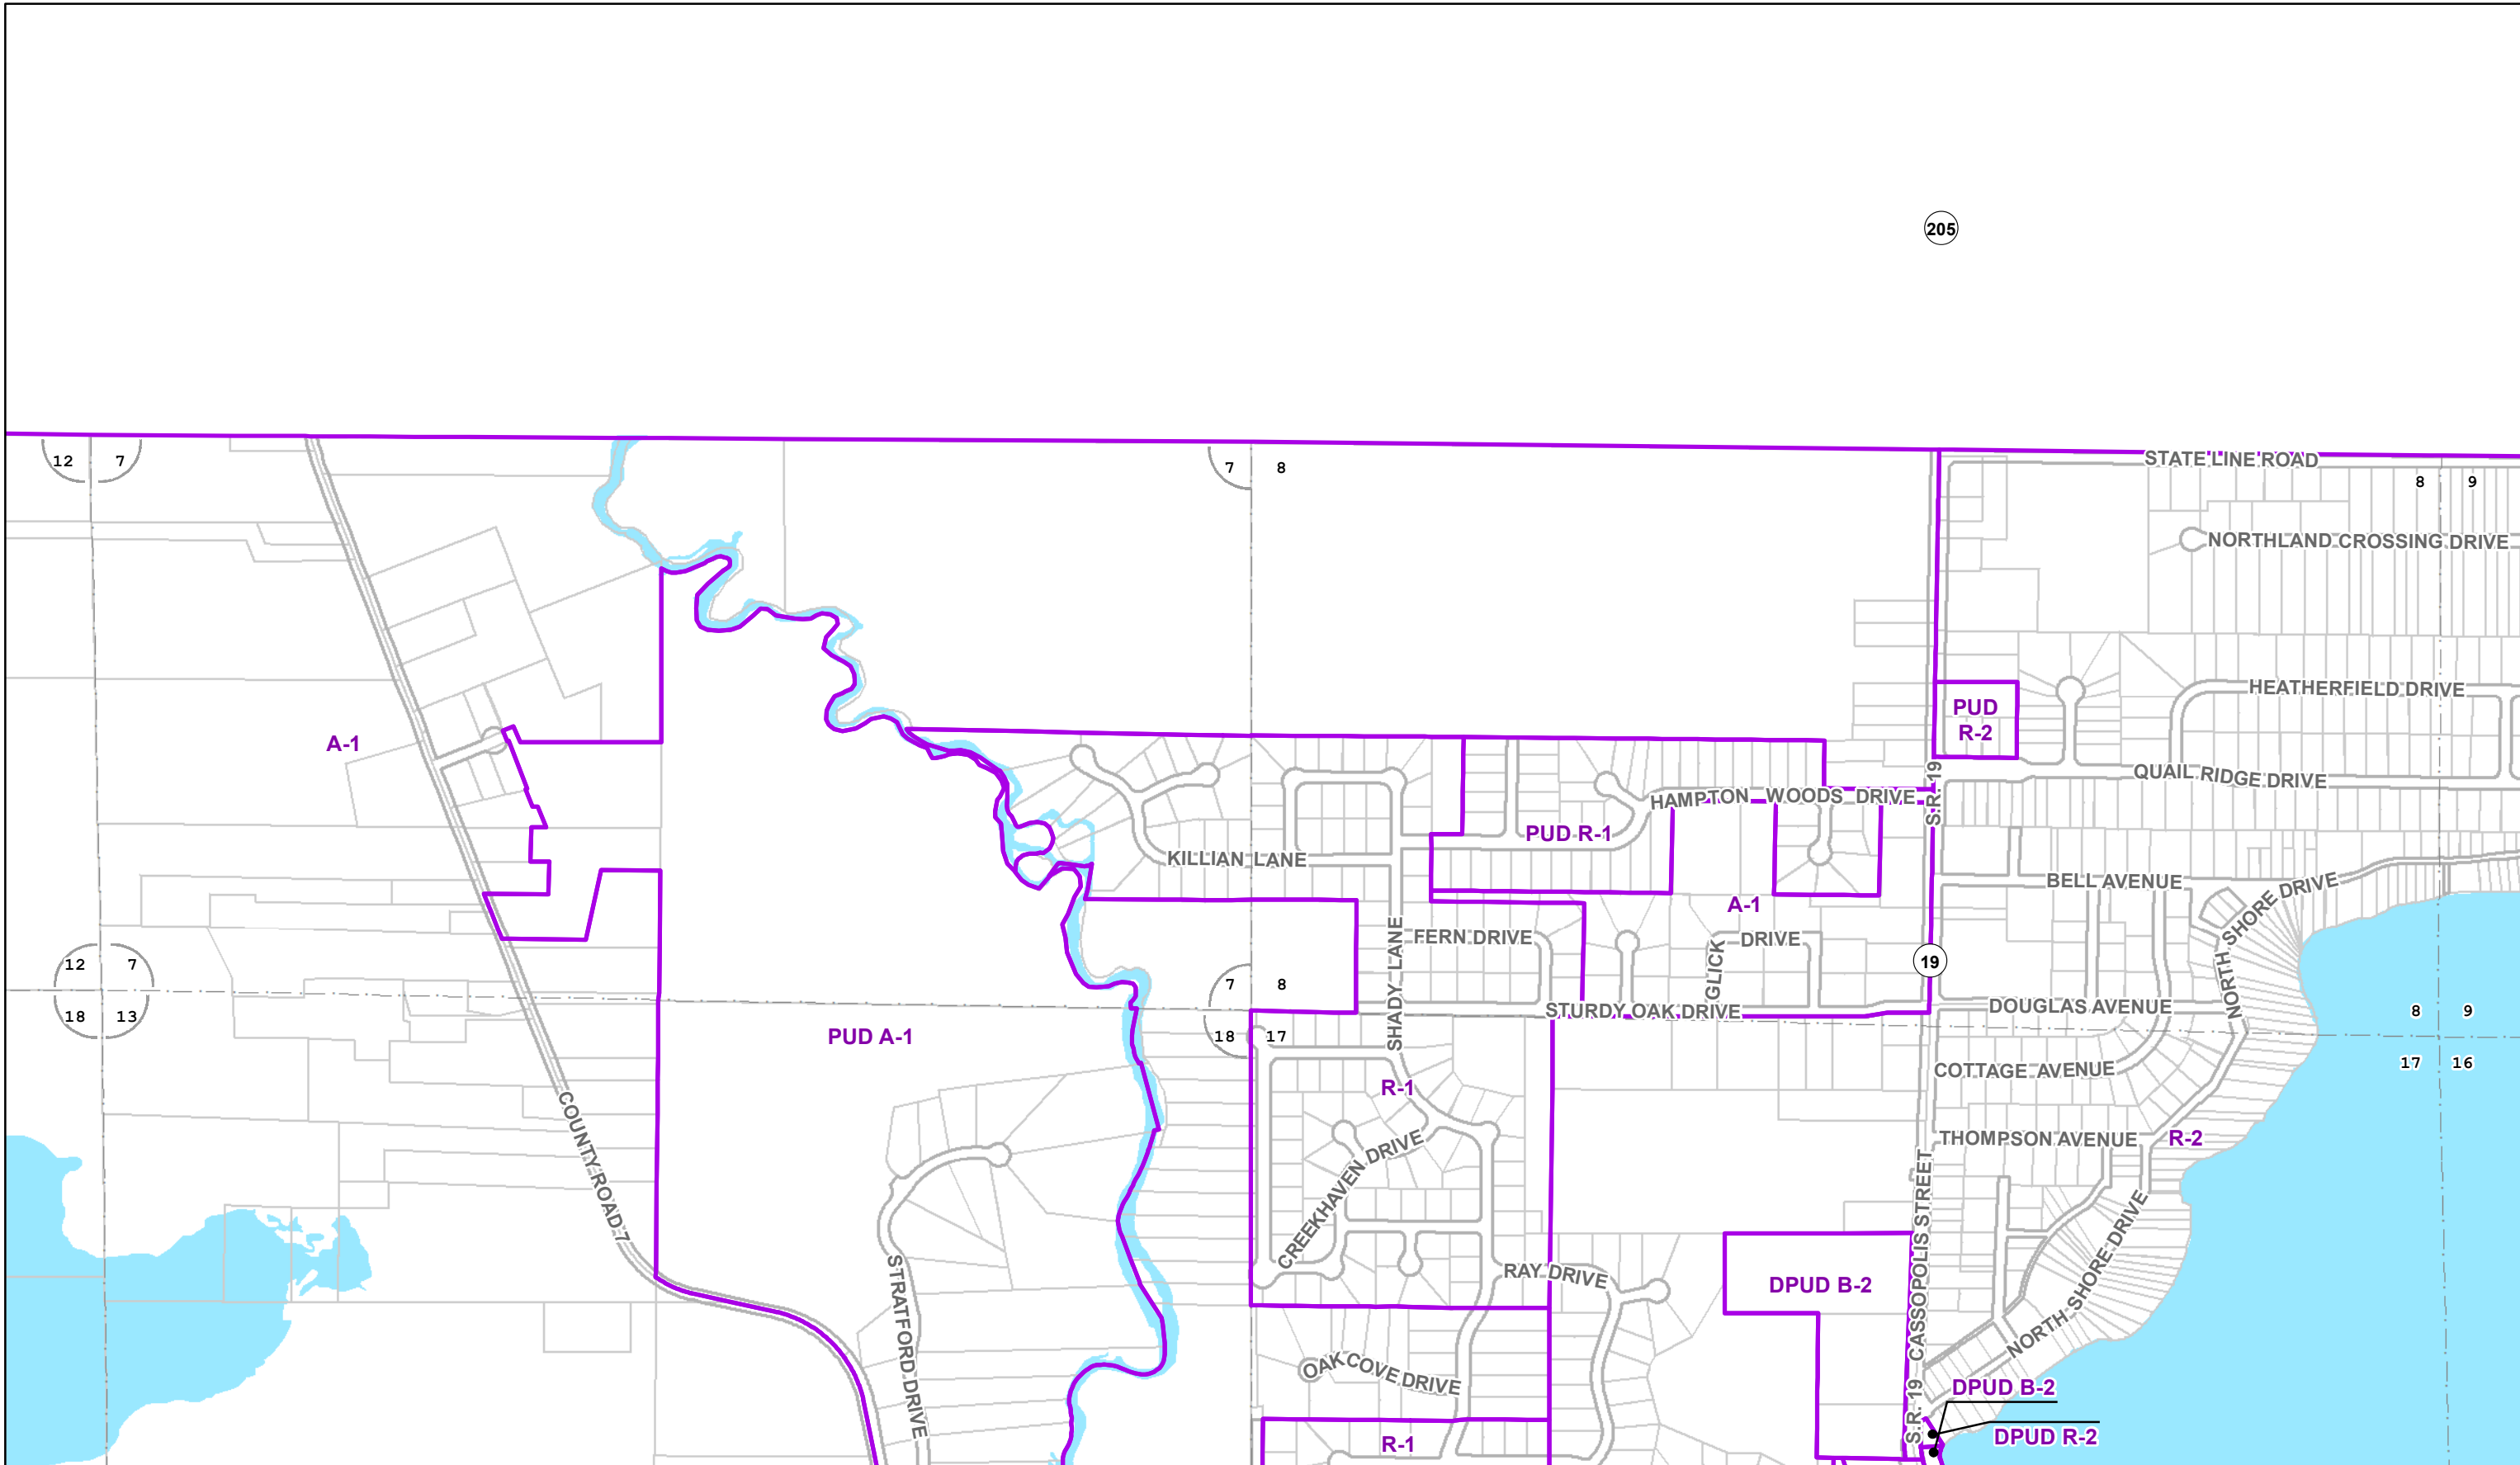 205
STATE LINE ROAD
12 7
7 8
8 9
NORTHLAND CROSSING DRIVE
HEATHERFIELD DRIVE
PUD
R-2
A-1
QUAIL RIDGE DRIVE
S.R. 19
HAMPTON WOODS DRIVE
PUD R-1
KILLIAN LANE
BELL AVENUE
NORTH SHORE DRIVE
A-1
SHADY LANE
FERN DRIVE
GLICK DRIVE
19
12 7
18 13
7 8
18 17
STURDY OAK DRIVE
DOUGLAS AVENUE
8 9
17 16
PUD A-1
COTTAGE AVENUE
R-1
THOMPSON AVENUE
R-2
COUNTY ROAD 7
CREEKHAVEN DRIVE
NORTH SHORE DRIVE
RAY DRIVE
DPUD B-2
STRATFORD DRIVE
S.R. 19 CASSOPOLIS STREET
OAK COVE DRIVE
DPUD B-2
DPUD R-2
R-1